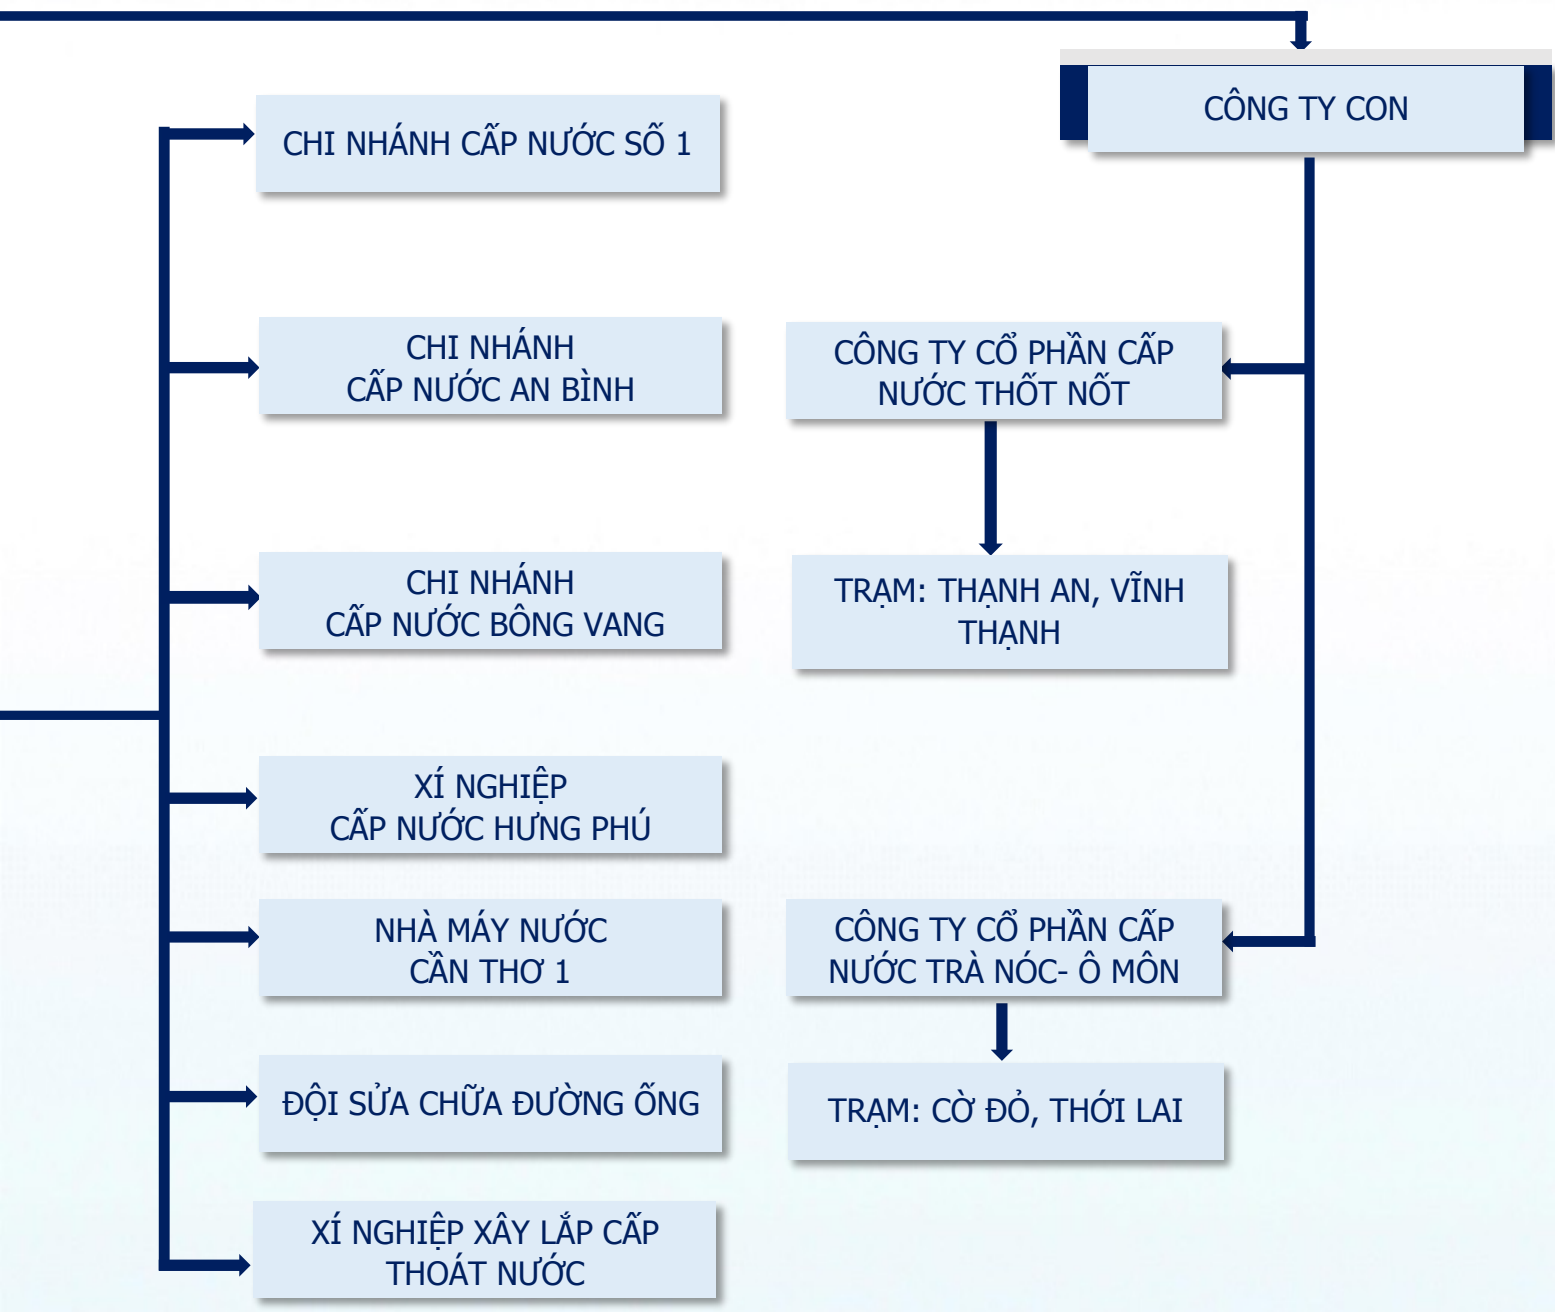 CÔNG TY CON
CHI NHÁNH CẤP NƯỚC SỐ 1
CHI NHÁNH
CẤP NƯỚC AN BÌNH
CHI NHÁNH
CẤP NƯỚC BÔNG VANG
XÍ NGHIỆP
CẤP NƯỚC HƯNG PHÚ
NHÀ MÁY NƯỚC
CẦN THƠ 1
ĐỘI SỬA CHỮA ĐƯỜNG ỐNG
XÍ NGHIỆP XÂY LẮP CẤP
THOÁT NƯỚC
CÔNG TY CỔ PHẦN CẤP
NƯỚC THỐT NỐT
TRẠM: THẠNH AN, VĨNH
THẠNH
CÔNG TY CỔ PHẦN CẤP
NƯỚC TRÀ NÓC- Ô MÔN
TRẠM: CỜ ĐỎ, THỚI LAI